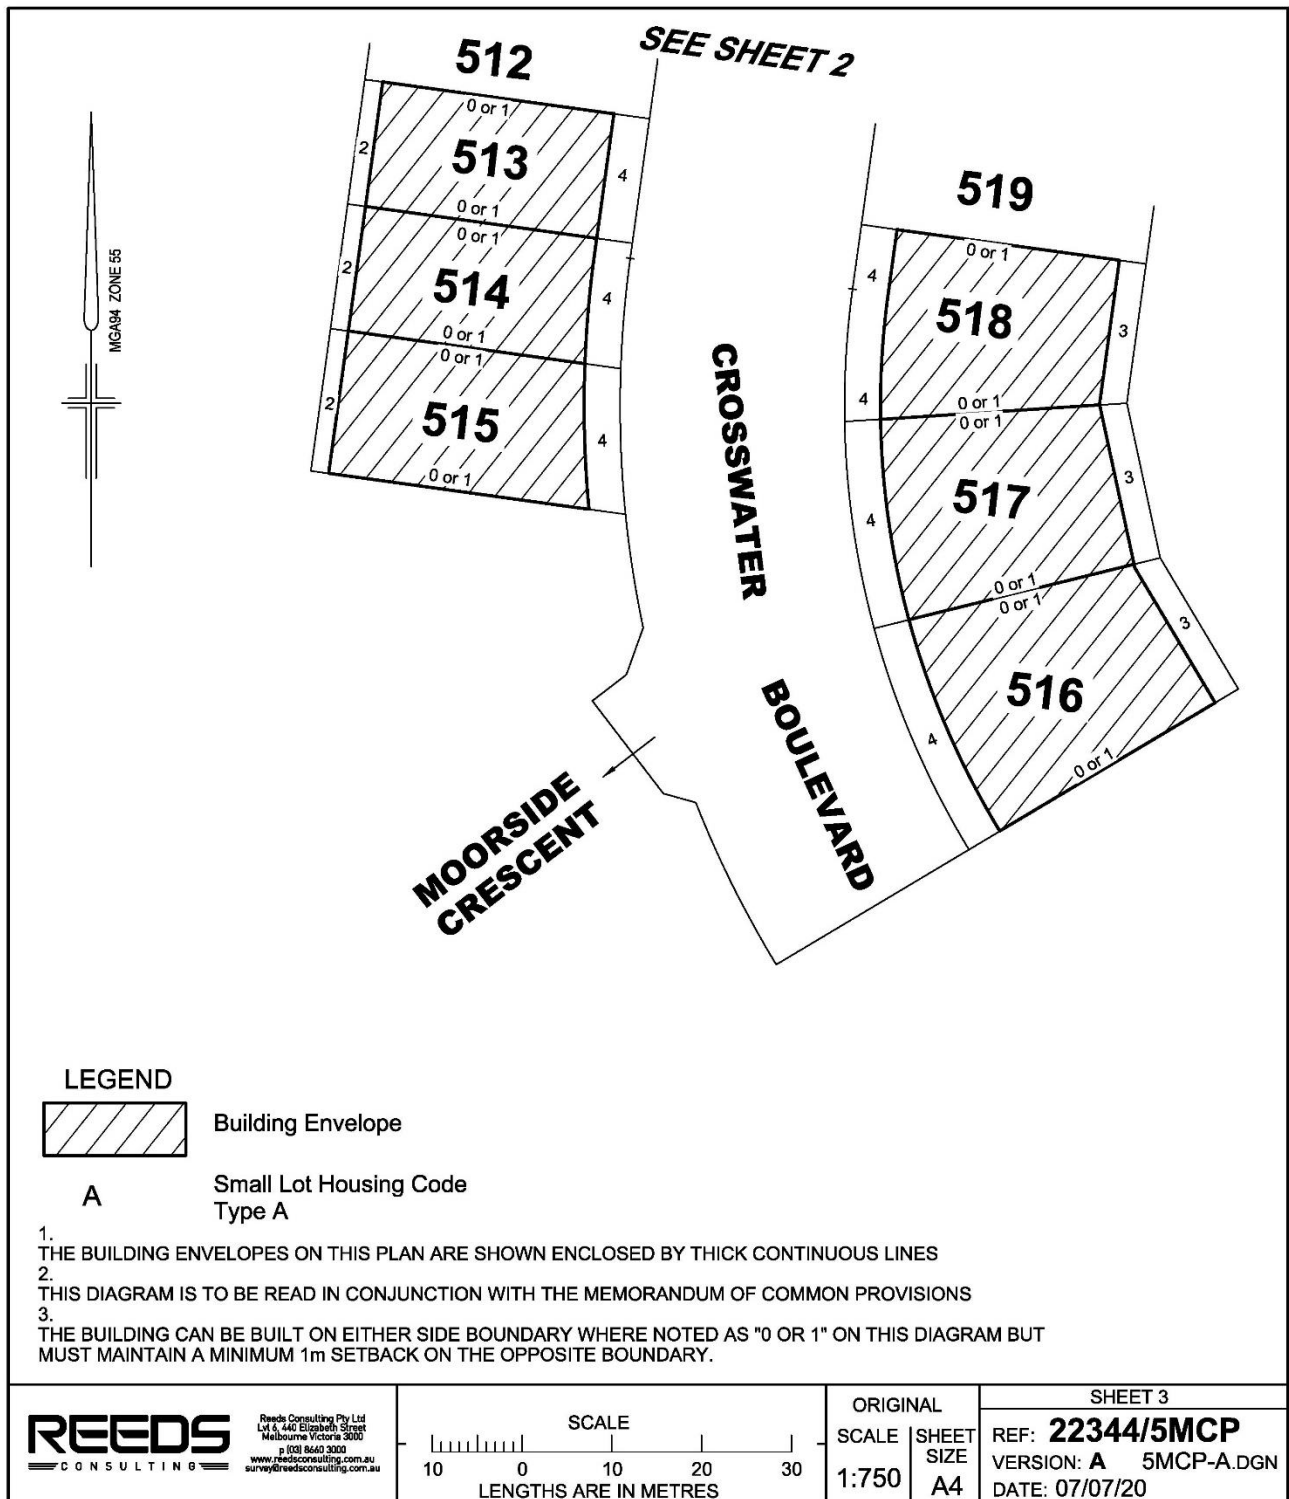 SEE SHEET 2
512
0 or 1
2
513
4
0 or 1
0 or 1
2
514
4
0 or 1
0 or 1
2
515
4
0 or 1
519
0 or 1
4
518
3
4
0 or 1
0 or 1
517
3
4
0 or 1
0 or 1
3
516
4
0 or 1
MGA94 ZONE 55
CROSSWATER
BOULEVARD
MOORSIDE
CRESCENT
LEGEND
Building Envelope
A
Small Lot Housing Code
Type A
1.
THE BUILDING ENVELOPES ON THIS PLAN ARE SHOWN ENCLOSED BY THICK CONTINUOUS LINES
2.
THIS DIAGRAM IS TO BE READ IN CONJUNCTION WITH THE MEMORANDUM OF COMMON PROVISIONS
3.
THE BUILDING CAN BE BUILT ON EITHER SIDE BOUNDARY WHERE NOTED AS "0 OR 1" ON THIS DIAGRAM BUT
MUST MAINTAIN A MINIMUM 1m SETBACK ON THE OPPOSITE BOUNDARY.
REEDS
CONSULTING
Reeds Consulting Pty Ltd
Lvl 6, 440 Elizabeth Street
Melbourne Victoria 3000
p (03) 8660 3000
www.reedsconsulting.com.au
survey@reedsconsulting.com.au
SCALE
10 0 10 20 30
LENGTHS ARE IN METRES
ORIGINAL
SCALE
1:750
SHEET
SIZE
A4
SHEET 3
REF: 22344/5MCP
VERSION: A 5MCP-A.DGN
DATE: 07/07/20